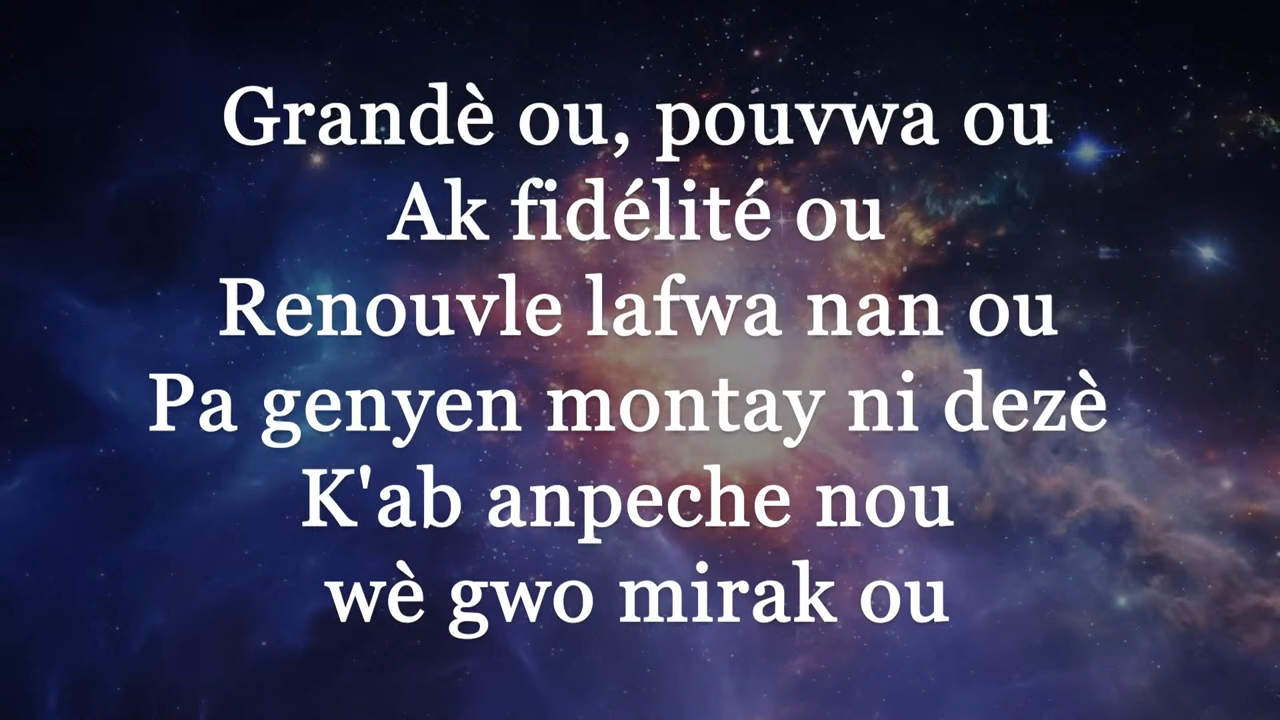 Grandè ou, pouvwa ou
Ak fidélité ou
Renouvle lafwa nan ou
Pa genyen montay ni dezè
K'ab anpeche nou
wè gwo mirak ou